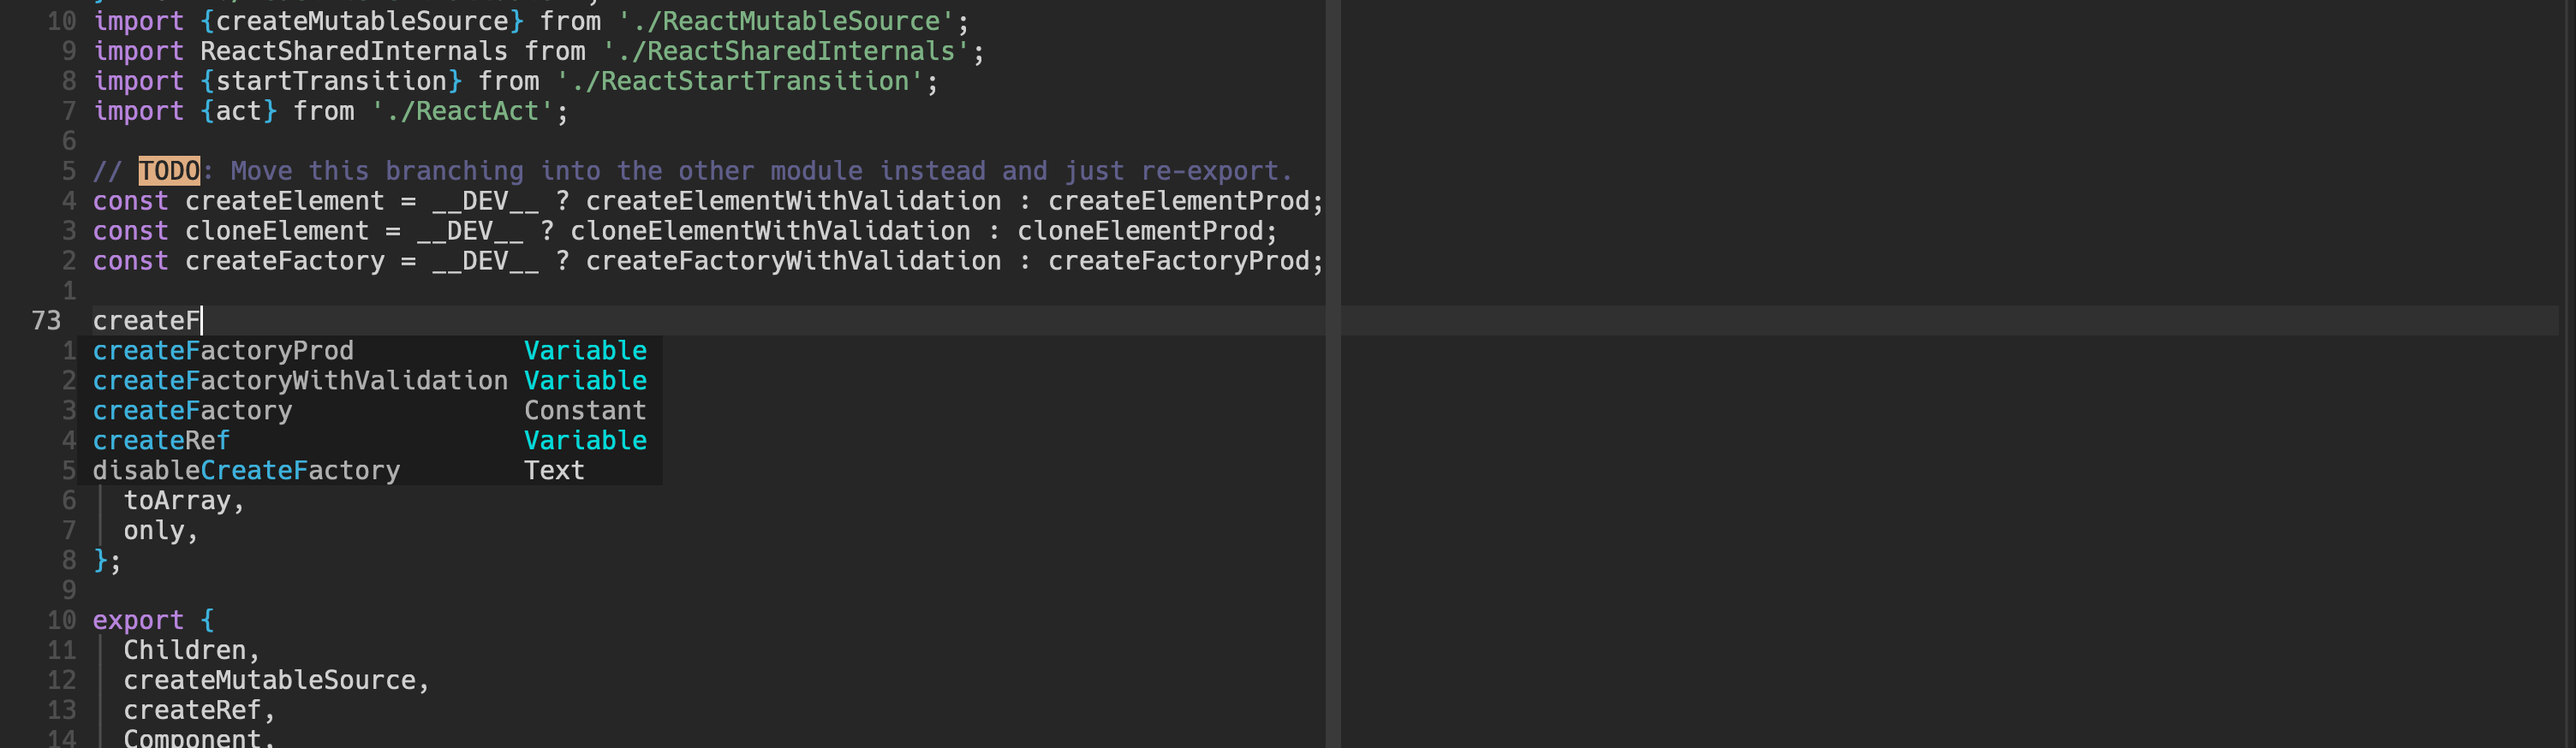 10 import {createMutableSource} from './ReactMutableSource';
9 import ReactSharedInternals from './ReactSharedInternals';
8 import {startTransition} from './ReactStartTransition';
7 import {act} from './ReactAct';
6
5 // TODO: Move this branching into the other module instead and just re-export.
4 const createElement = __DEV__ ? createElementWithValidation : createElementProd;
3 const cloneElement = __DEV__ ? cloneElementWithValidation : cloneElementProd;
2 const createFactory = __DEV__ ? createFactoryWithValidation : createFactoryProd;
1
73 createF
1 createFactoryProd Variable
2 createFactoryWithValidation Variable
3 createFactory Constant
4 createRef Variable
5 disableCreateFactory Text
6 toArray,
7 only,
8 };
9
10 export {
11 Children,
12 createMutableSource,
13 createRef,
14 Component,